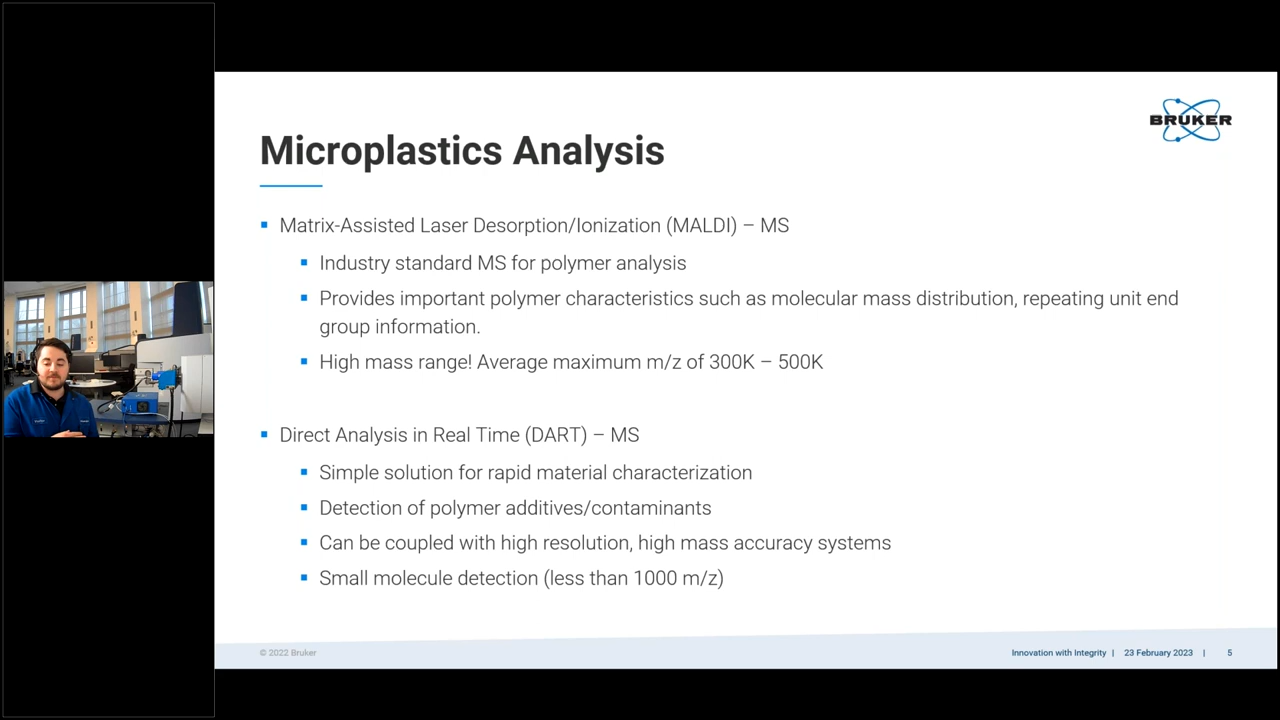 BRUKER
Microplastics Analysis
Matrix-Assisted Laser Desorption/Ionization (MALDI) – MS
Industry standard MS for polymer analysis
Provides important polymer characteristics such as molecular mass distribution, repeating unit end
group information.
High mass range! Average maximum m/z of 300K – 500K
Direct Analysis in Real Time (DART) – MS
Simple solution for rapid material characterization
Detection of polymer additives/contaminants
Can be coupled with high resolution, high mass accuracy systems
Small molecule detection (less than 1000 m/z)
© 2022 Bruker
Innovation with Integrity | 23 February 2023 | 5